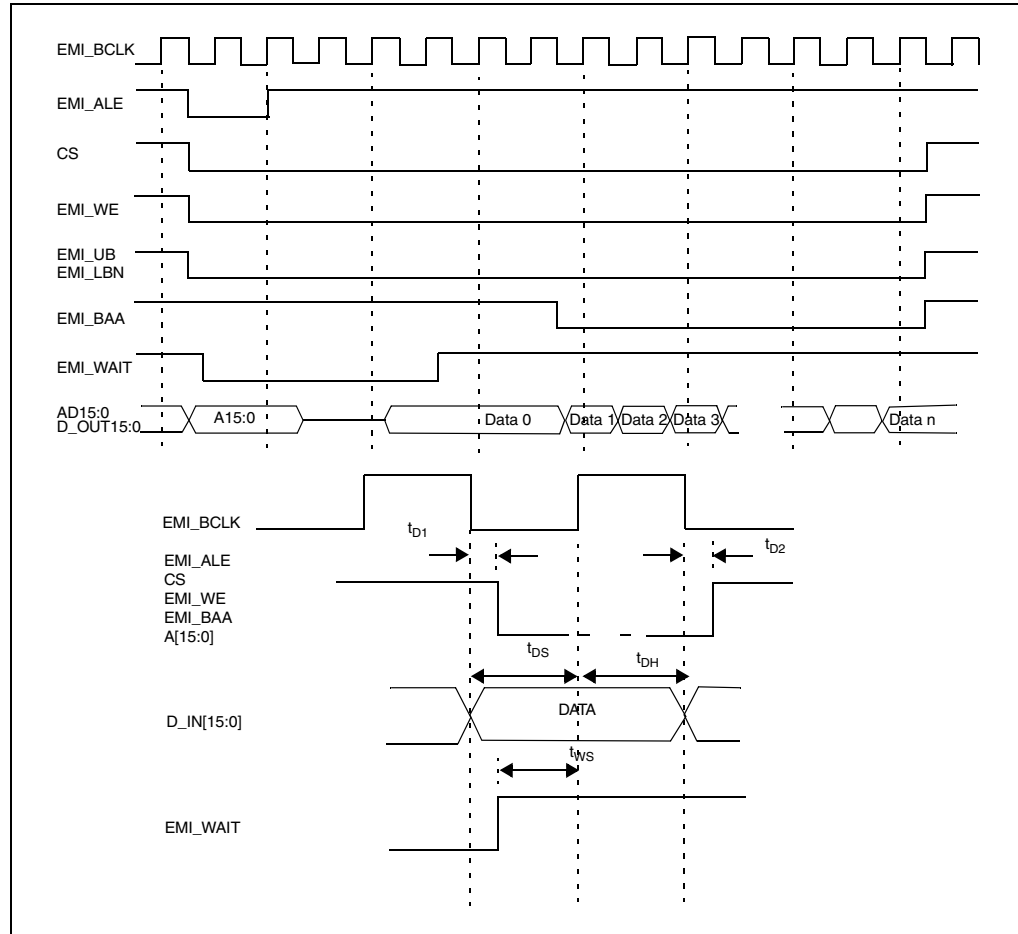 EMI_BCLK
EMI_ALE
CS
EMI_WE
EMI_UB
EMI_LBN
EMI_BAA
EMI_WAIT
AD15:0
D_OUT15:0
A15:0 Data 0 Data 1 Data 2 Data 3 Data n
EMI_BCLK
tD1
tD2
EMI_ALE
CS
EMI_WE
EMI_BAA
A[15:0]
tDS tDH
D_IN[15:0] DATA
tWS
EMI_WAIT